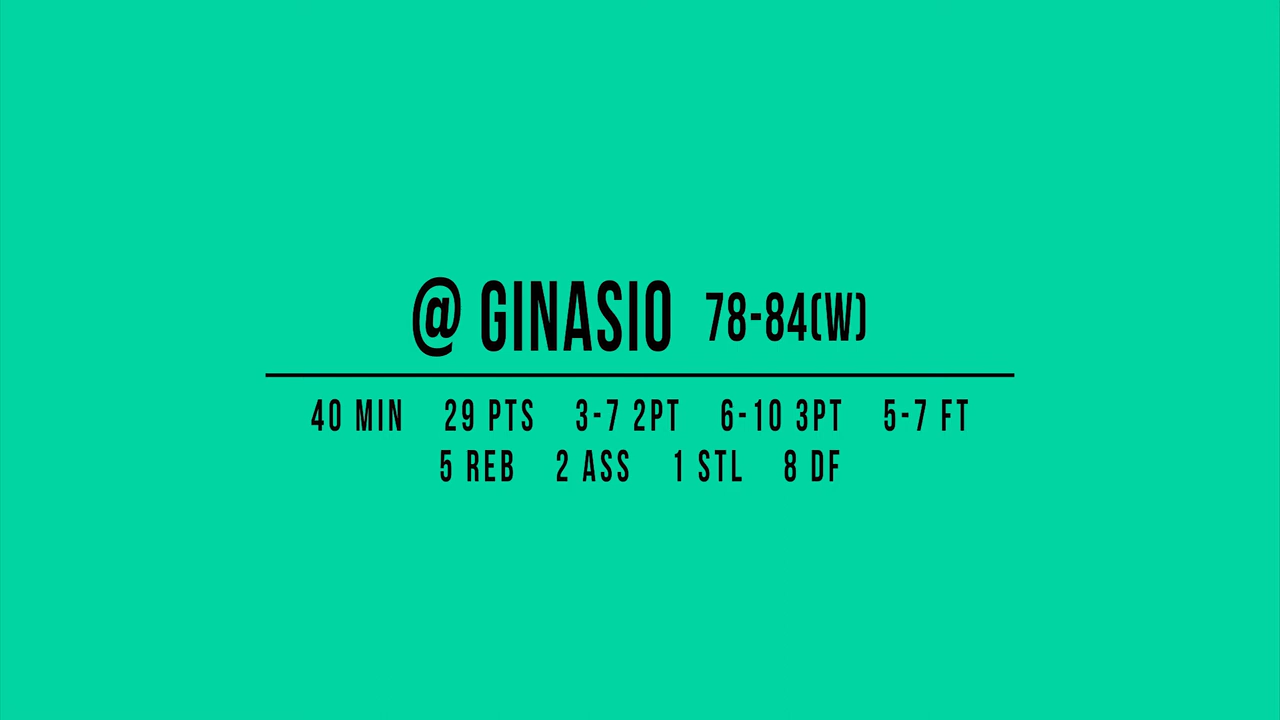 @ GINASIO 78-84(W)
40 MIN 29 PTS 3-7 2PT 6-10 3PT 5-7 FT
5 REB 2 ASS 1 STL 8 DF